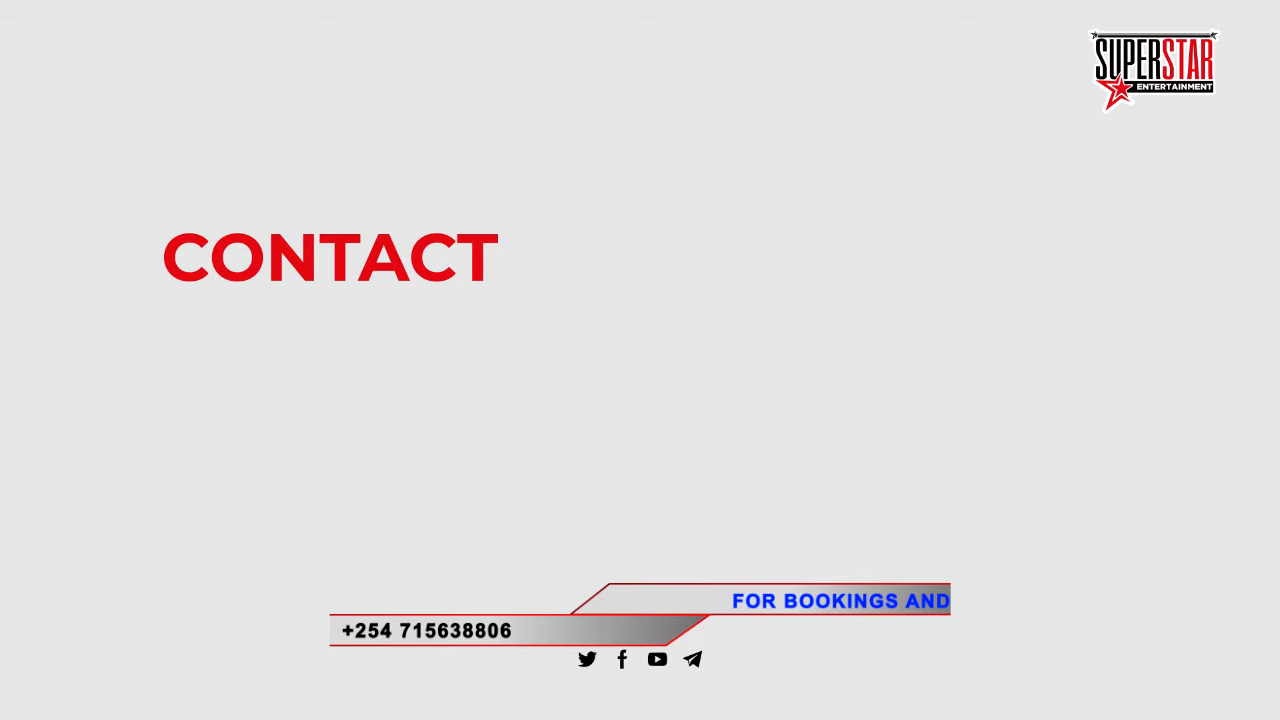 SUPERSTAR
ENTERTAINMENT
CONTACT
FOR BOOKINGS AND
+254 715638806